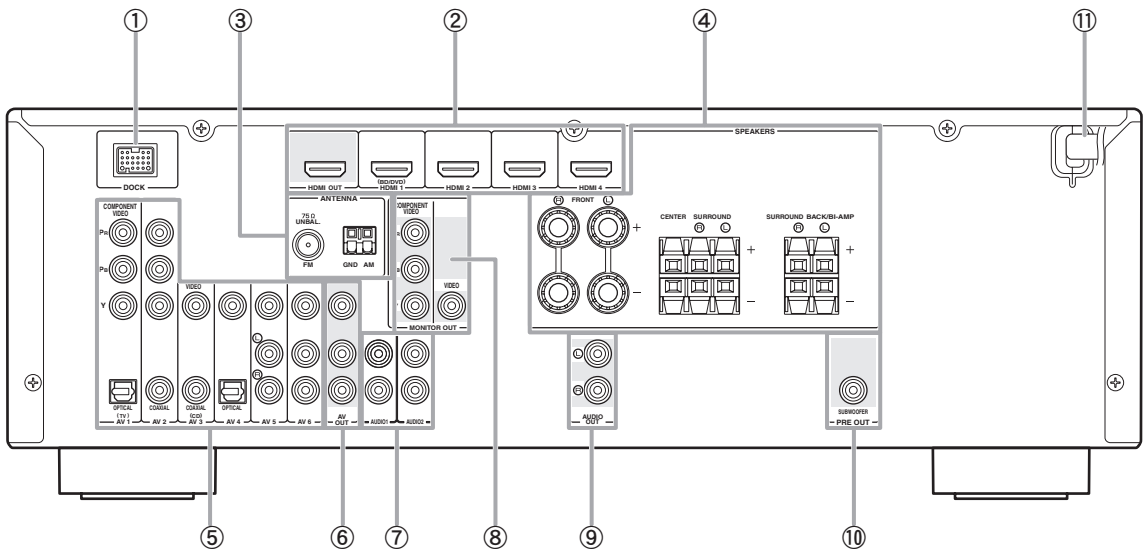 ① ③ ② ④ ⑪
SPEAKERS
DOCK
HDMI OUT
(BD/DVD)
HDMI 1
HDMI 2
HDMI 3
HDMI 4
ANTENNA
75Ω
UNBAL.
FM
GND AM
COMPONENT
VIDEO
PR
PB
Y
VIDEO
COMPONENT
VIDEO
VIDEO
MONITOR OUT
R FRONT L
+
−
CENTER SURROUND
R L
+
−
SURROUND BACK/BI-AMP
R L
+
−
L
R
OPTICAL
(TV)
AV 1
COAXIAL
AV 2
COAXIAL
(CD)
AV 3
OPTICAL
AV 4
AV 5
AV 6
AV
OUT
AUDIO1
AUDIO2
L
R
AUDIO
OUT
SUBWOOFER
PRE OUT
⑤ ⑥ ⑦ ⑧ ⑨ ⑩